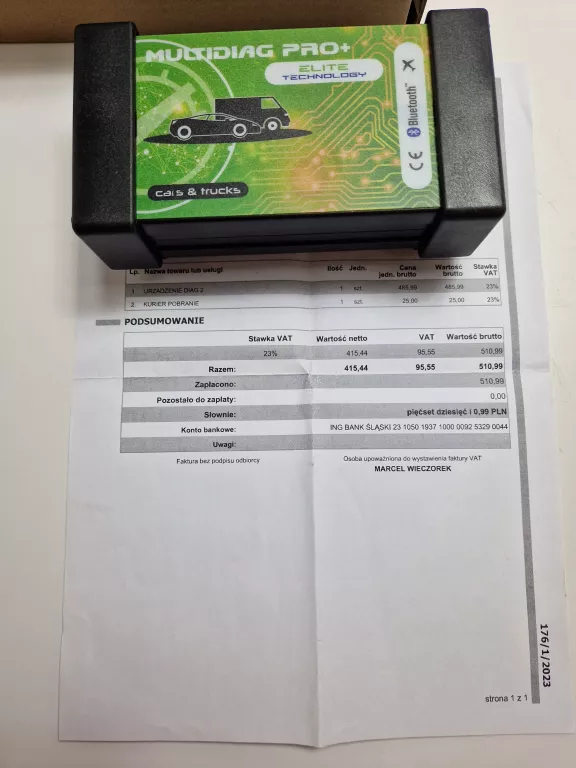 MULTIDIAG PRO+
ELITE
TECHNOLOGY
Bluetooth™
CE
cars & trucks
Lp. Nazwa towaru lub usługi Ilość Jedn. Cena jedn. brutto Wartość brutto Stawka VAT
1. URZĄDZENIE DIAG 2 1 szt. 485,99 485,99 23%
2. KURIER POBRANIE 1 szt. 25,00 25,00 23%
PODSUMOWANIE
Stawka VAT Wartość netto VAT Wartość brutto
23% 415,44 95,55 510,99
Razem: 415,44 95,55 510,99
Zapłacono: 510,99
Pozostało do zapłaty: 0,00
Słownie: pięćset dziesięć i 0,99 PLN
Konto bankowe: ING BANK ŚLĄSKI 23 1050 1937 1000 0092 5329 0044
Uwagi:
Faktura bez podpisu odbiorcy
Osoba upoważniona do wystawienia faktury VAT
MARCEL WIECZOREK
176/1/2023
strona 1 z 1